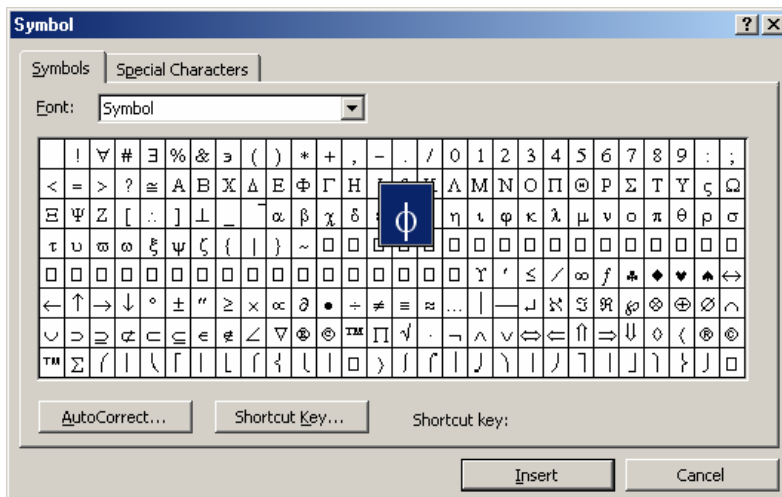 Symbol
Symbols Special Characters
Font: Symbol
! ∀ # ∃ % & ∍ ( ) * + , − . / 0 1 2 3 4 5 6 7 8 9 : ;
< = > ? ≅ Α Β Χ Δ Ε Φ Γ Η Λ Μ Ν Ο Π Θ Ρ Σ Τ Υ ς Ω
Ξ Ψ Ζ [ ∴ ] ⊥ _ ‾ α β χ δ ϕ η ι φ κ λ μ ν ο π θ ρ σ
τ υ ϖ ω ξ ψ ζ { | } ~
ϒ ′ ≤ ⁄ ∞ ƒ ♣ ♦ ♥ ♠ ↔
← ↑ → ↓ ° ± ″ ≥ × ∝ ∂ • ÷ ≠ ≡ ≈ … | — ↵ ℵ ℑ ℜ ℘ ⊗ ⊕ ∅ ∩
∪ ⊃ ⊇ ⊄ ⊂ ⊆ ∈ ∉ ∠ ∇ ® © ™ ∏ √ ⋅ ¬ ∧ ∨ ⇔ ⇐ ⇑ ⇒ ⇓ ◊ 〈 ® ©
™ ∑
AutoCorrect... Shortcut Key... Shortcut key:
Insert Cancel